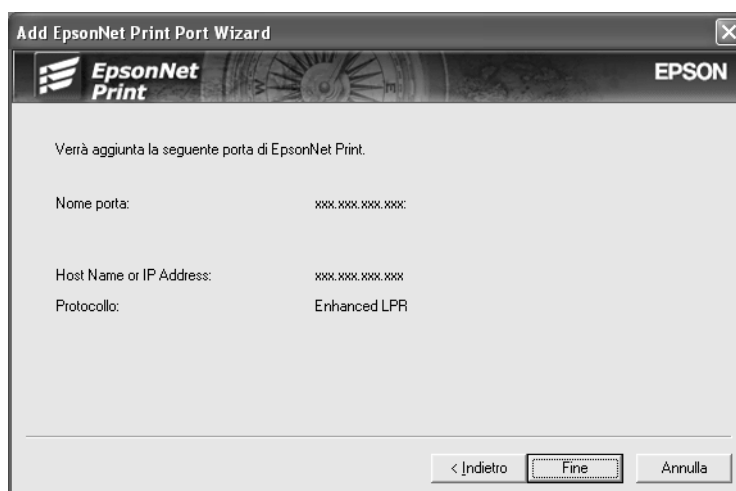 Add EpsonNet Print Port Wizard
EpsonNet
Print
EPSON
Verrà aggiunta la seguente porta di EpsonNet Print.
Nome porta: xxx.xxx.xxx.xxx:
Host Name or IP Address: xxx.xxx.xxx.xxx
Protocollo: Enhanced LPR
< Indietro Fine Annulla